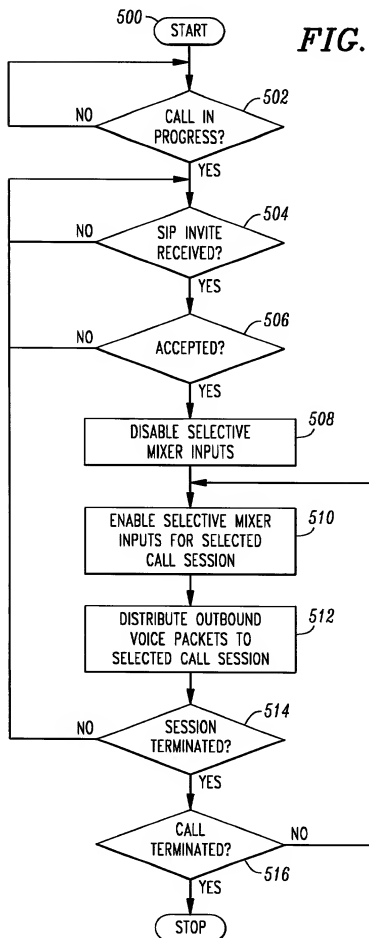 500
START
FIG.
502
NO
CALL IN
PROGRESS?
YES
504
NO
SIP INVITE
RECEIVED?
YES
506
NO
ACCEPTED?
YES
508
DISABLE SELECTIVE
MIXER INPUTS
510
ENABLE SELECTIVE MIXER
INPUTS FOR SELECTED
CALL SESSION
512
DISTRIBUTE OUTBOUND
VOICE PACKETS TO
SELECTED CALL SESSION
514
NO
SESSION
TERMINATED?
YES
CALL
TERMINATED?
NO
516
YES
STOP